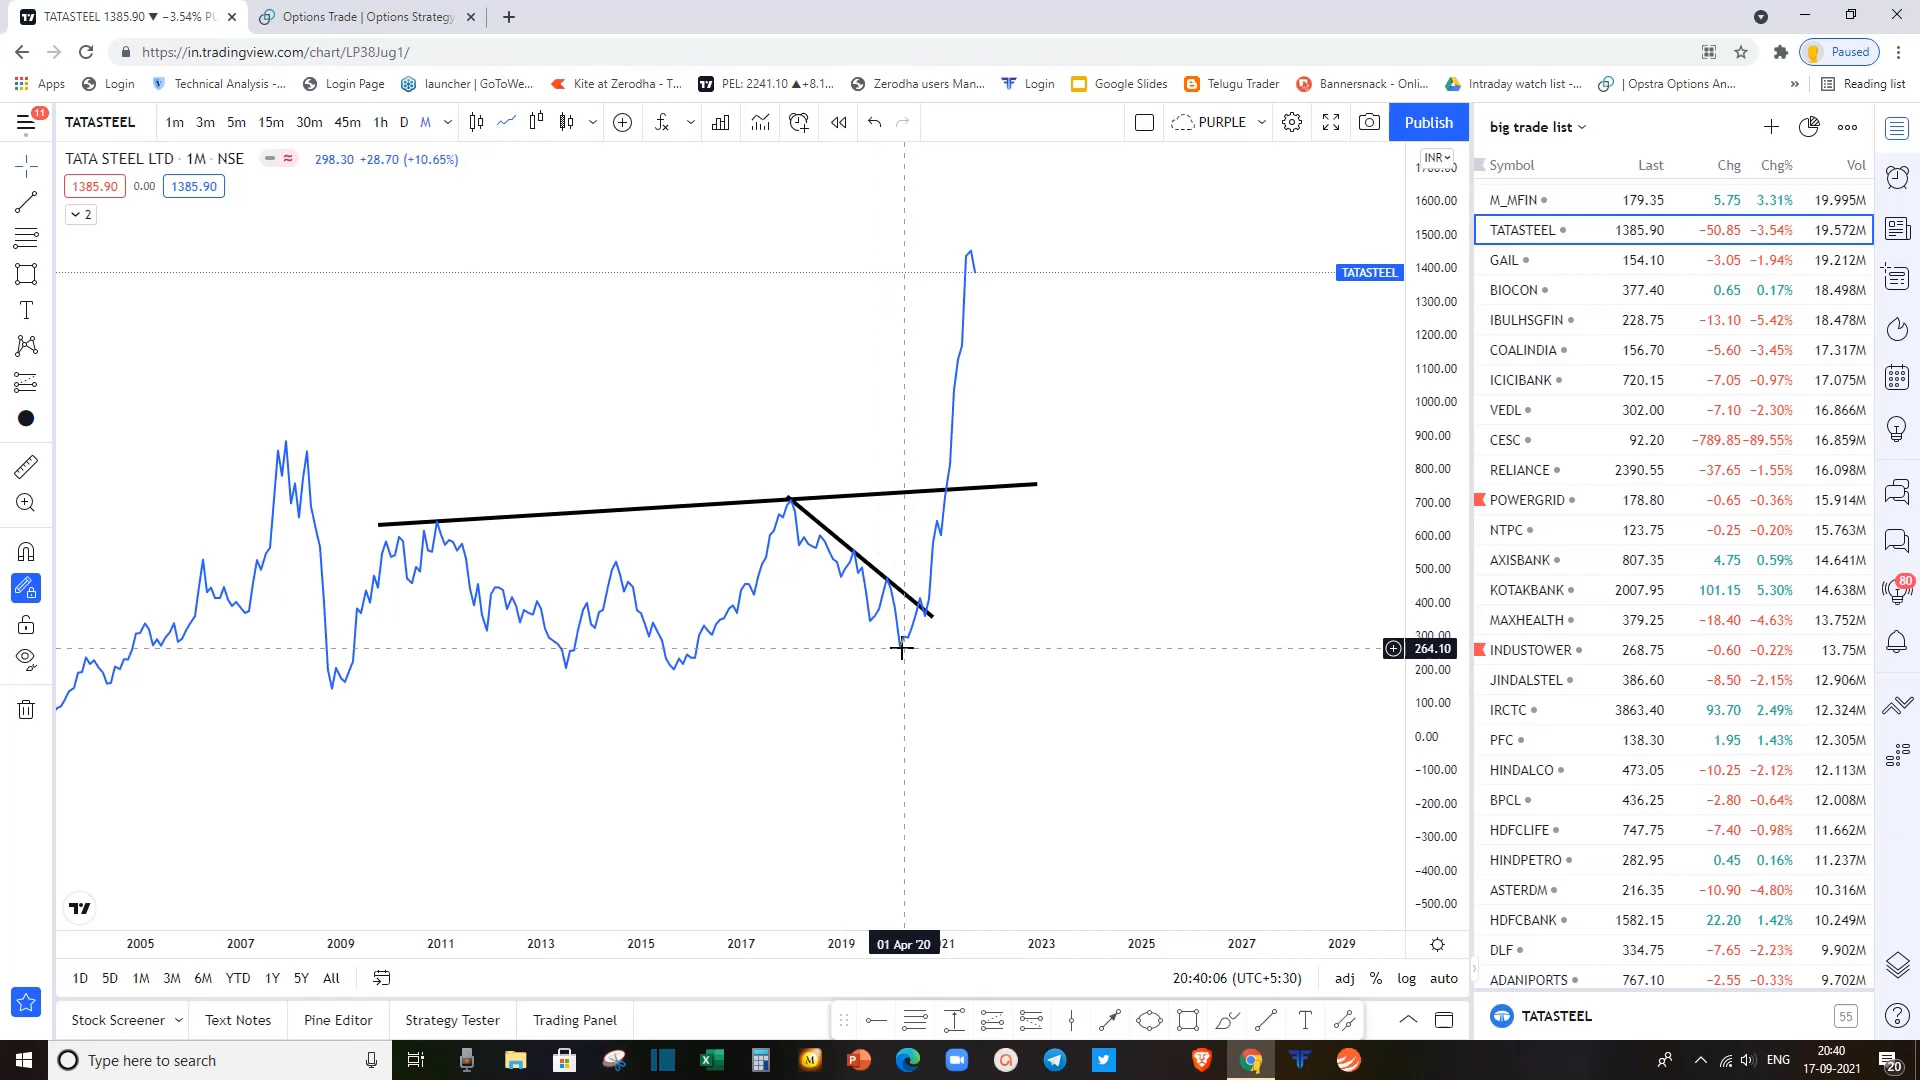 TATASTEEL 1385.90 ▼ −3.54% PU
Options Trade | Options Strategy
https://in.tradingview.com/chart/LP38Jug1/
Paused
Apps
Login
Technical Analysis -...
Login Page
launcher | GoToWe...
Kite at Zerodha - T...
PEL: 2241.10 ▲+8.1...
Zerodha users Man...
Login
Google Slides
Telugu Trader
Bannersnack - Onli...
Intraday watch list -...
| Opstra Options An...
»
Reading list
11
TATASTEEL
1m 3m 5m 15m 30m 45m 1h D M
PURPLE
Publish
TATA STEEL LTD · 1M · NSE
298.30 +28.70 (+10.65%)
1385.90 0.00 1385.90
2
INR
1700.00
1600.00
1500.00
1400.00
1300.00
1200.00
1100.00
1000.00
900.00
800.00
700.00
600.00
500.00
400.00
300.00
200.00
100.00
0.00
−100.00
−200.00
−300.00
−400.00
−500.00
TATASTEEL
264.10
2005 2007 2009 2011 2013 2015 2017 2019 01 Apr '20 21 2023 2025 2027 2029
1D 5D 1M 3M 6M YTD 1Y 5Y All
20:40:06 (UTC+5:30)
adj % log auto
Stock Screener
Text Notes
Pine Editor
Strategy Tester
Trading Panel
big trade list
Symbol Last Chg Chg% Vol
M_MFIN 179.35 5.75 3.31% 19.995M
TATASTEEL 1385.90 −50.85 −3.54% 19.572M
GAIL 154.10 −3.05 −1.94% 19.212M
BIOCON 377.40 0.65 0.17% 18.498M
IBULHSGFIN 228.75 −13.10 −5.42% 18.478M
COALINDIA 156.70 −5.60 −3.45% 17.317M
ICICIBANK 720.15 −7.05 −0.97% 17.075M
VEDL 302.00 −7.10 −2.30% 16.866M
CESC 92.20 −789.85 −89.55% 16.859M
RELIANCE 2390.55 −37.65 −1.55% 16.098M
POWERGRID 178.80 −0.65 −0.36% 15.914M
NTPC 123.75 −0.25 −0.20% 15.763M
AXISBANK 807.35 4.75 0.59% 14.641M
KOTAKBANK 2007.95 101.15 5.30% 14.638M
MAXHEALTH 379.25 −18.40 −4.63% 13.752M
INDUSTOWER 268.75 −0.60 −0.22% 13.75M
JINDALSTEL 386.60 −8.50 −2.15% 12.906M
IRCTC 3863.40 93.70 2.49% 12.324M
PFC 138.30 1.95 1.43% 12.305M
HINDALCO 473.05 −10.25 −2.12% 12.113M
BPCL 436.25 −2.80 −0.64% 12.008M
HDFCLIFE 747.75 −7.40 −0.98% 11.662M
HINDPETRO 282.95 0.45 0.16% 11.237M
ASTERDM 216.35 −10.90 −4.80% 10.316M
HDFCBANK 1582.15 22.20 1.42% 10.249M
DLF 334.75 −7.65 −2.23% 9.902M
ADANIPORTS 767.10 −2.55 −0.33% 9.702M
TATASTEEL
55
80
Type here to search
ENG
20:40
17-09-2021
20